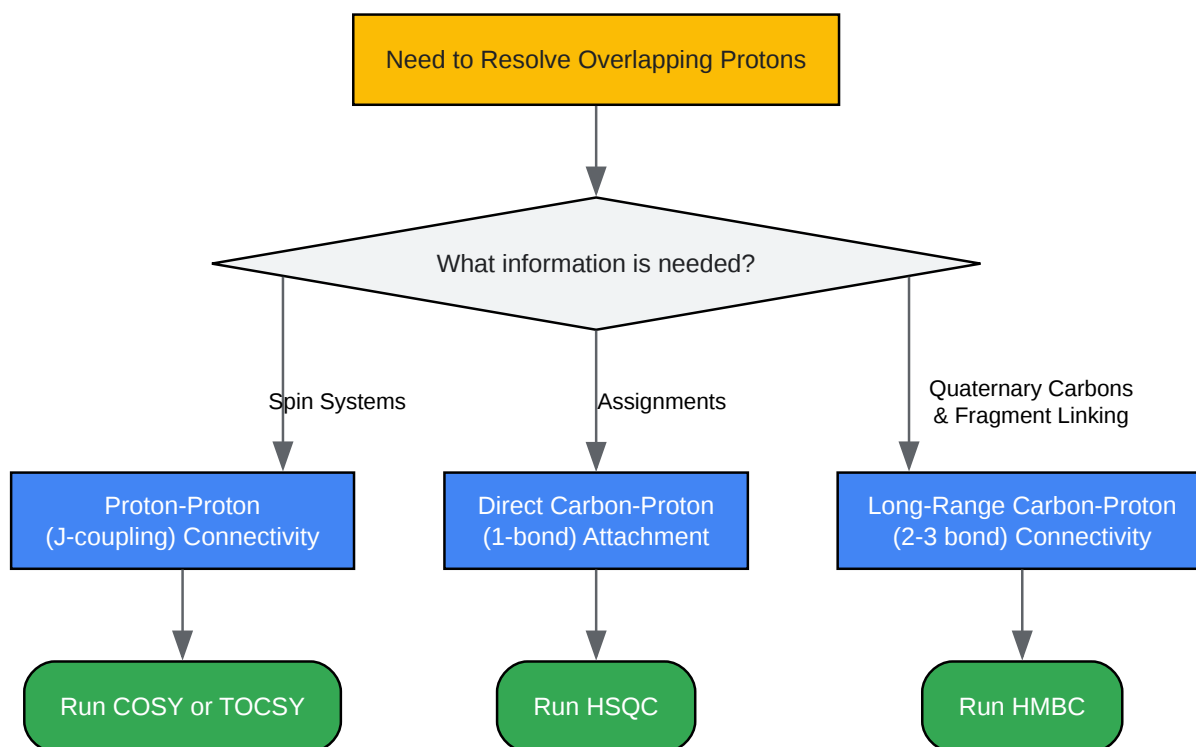 Need to Resolve Overlapping Protons
What information is needed?
Spin Systems
Assignments
Quaternary Carbons
& Fragment Linking
Proton-Proton
(J-coupling) Connectivity
Direct Carbon-Proton
(1-bond) Attachment
Long-Range Carbon-Proton
(2-3 bond) Connectivity
Run COSY or TOCSY
Run HSQC
Run HMBC